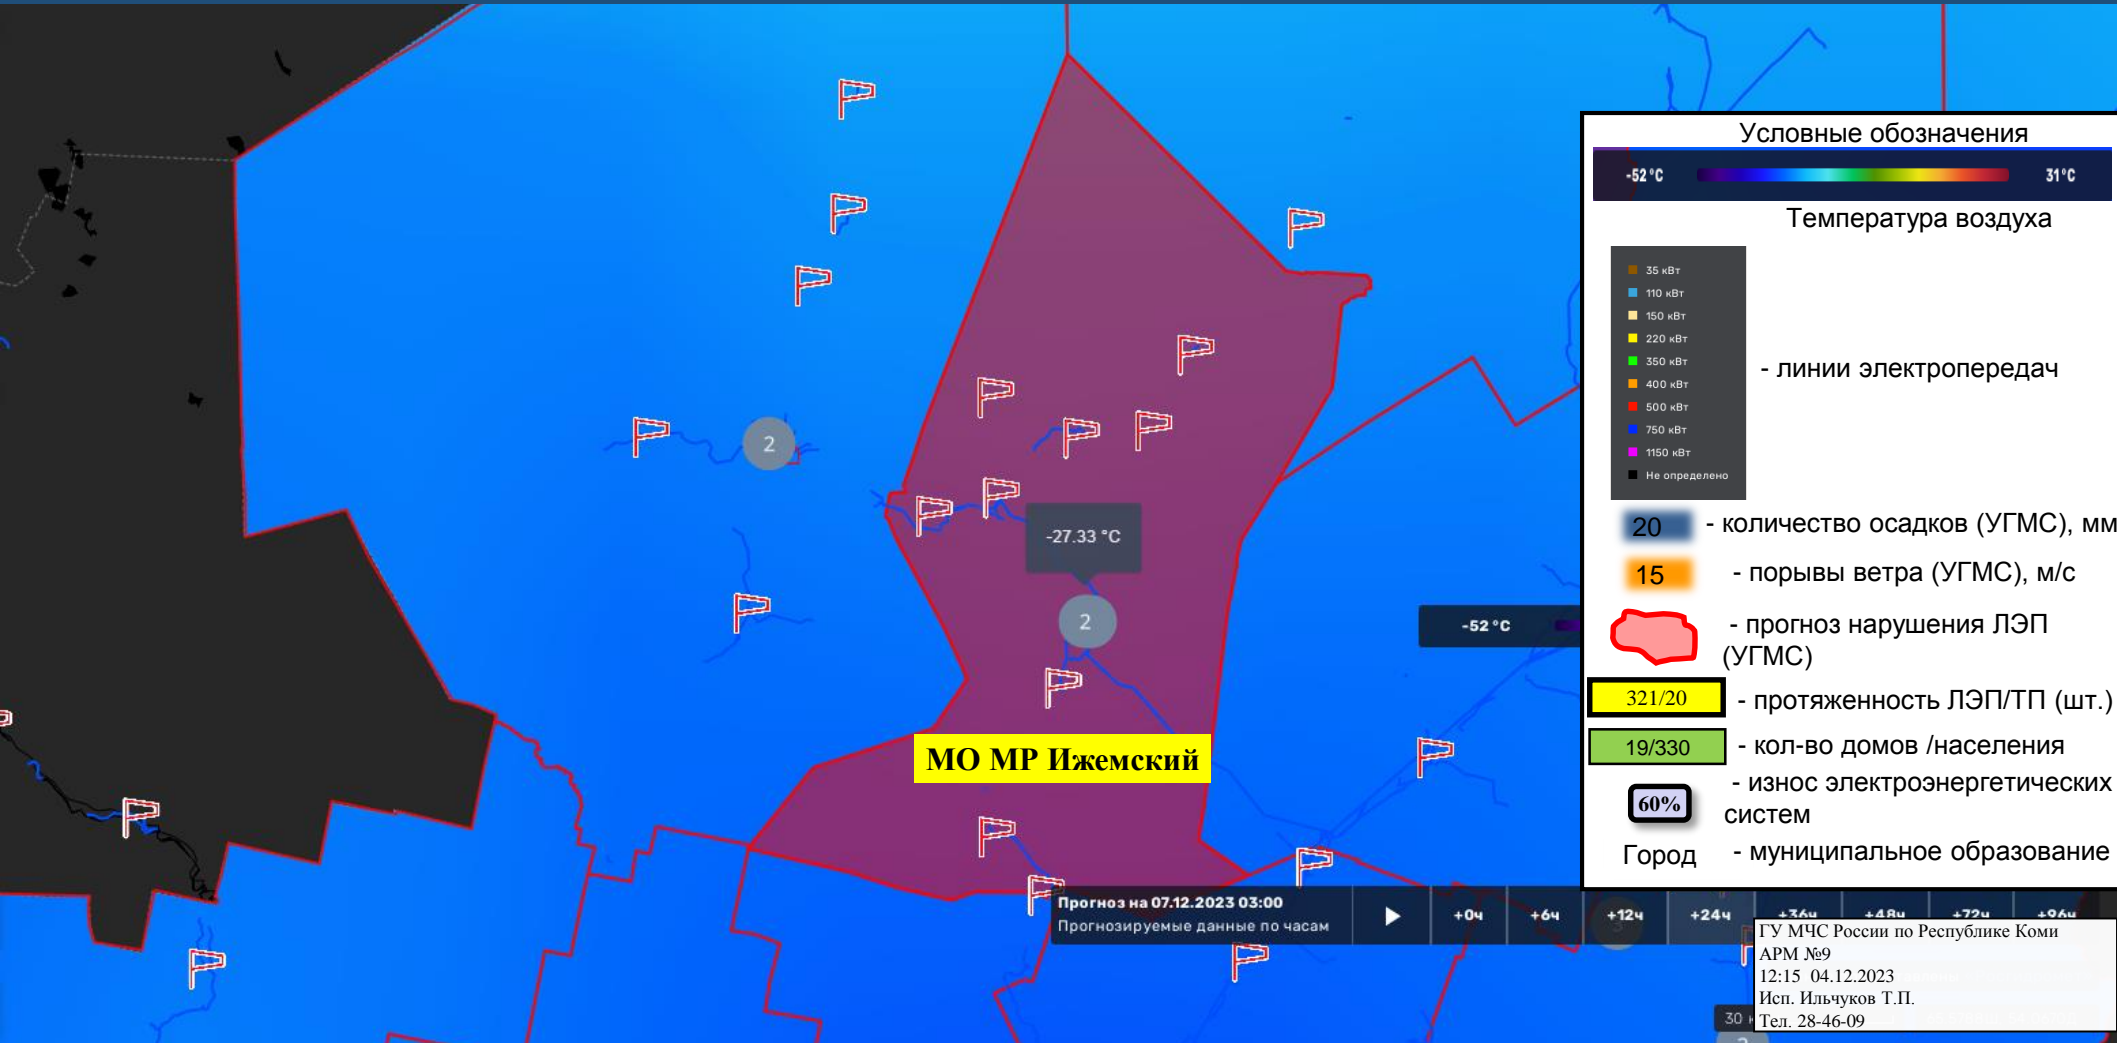 Условные обозначения
-52°C
31°C
Температура воздуха
35 кВт
110 кВт
150 кВт
220 кВт
350 кВт
400 кВт
500 кВт
750 кВт
1150 кВт
Не определено
- линии электропередач
20
- количество осадков (УГМС), мм
15
- порывы ветра (УГМС), м/с
- прогноз нарушения ЛЭП
(УГМС)
321/20
- протяженность ЛЭП/ТП (шт.)
19/330
- кол-во домов /населения
60%
- износ электроэнергетических
систем
Город
- муниципальное образование
2
-27.33 °C
2
-52°C
МО МР Ижемский
Прогноз на 07.12.2023 03:00
Прогнозируемые данные по часам
+0ч
+6ч
+12ч
+24ч
+36ч
+48ч
+72ч
+96ч
ГУ МЧС России по Республике Коми
АРМ №9
12:15 04.12.2023
Исп. Ильчуков Т.П.
Тел. 28-46-09
30